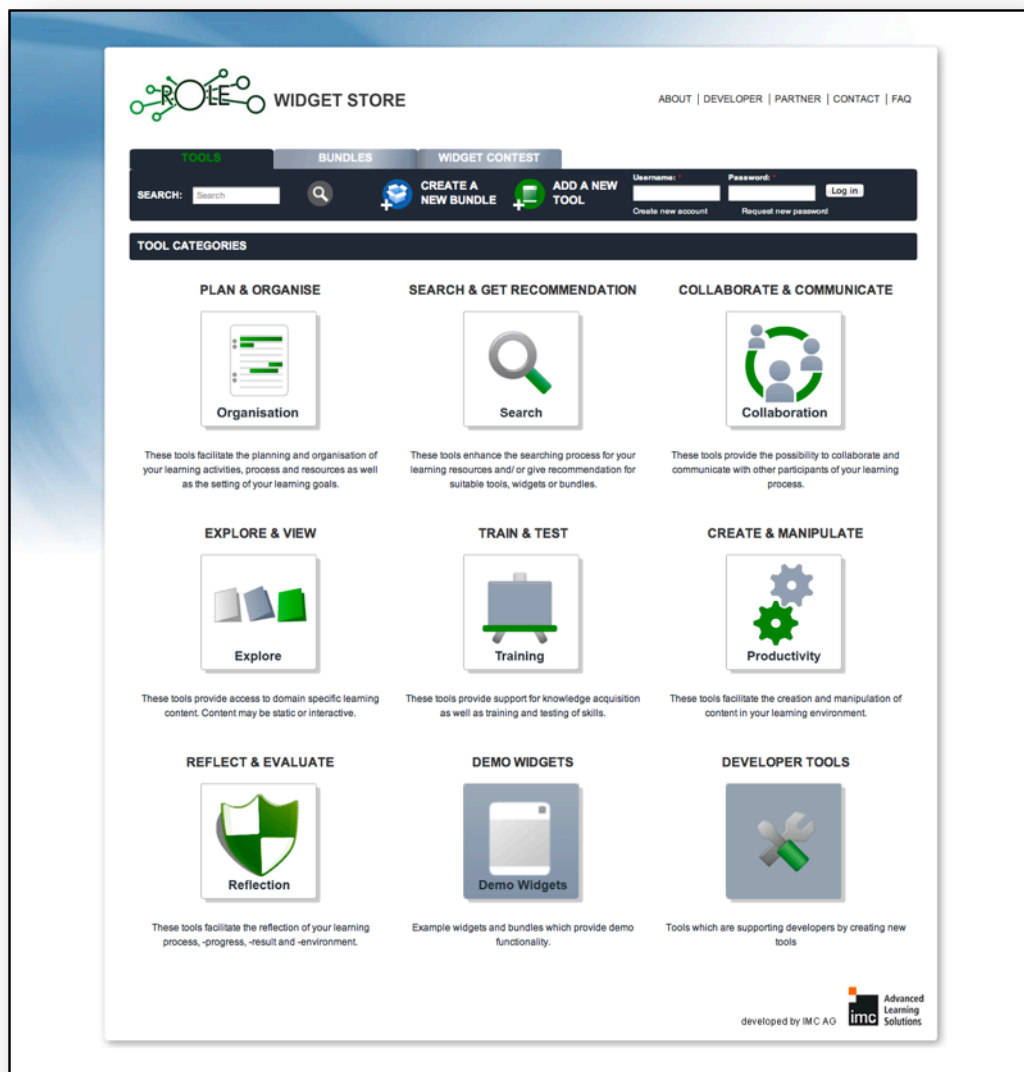 ROLE WIDGET STORE
ABOUT | DEVELOPER | PARTNER | CONTACT | FAQ
TOOLS BUNDLES WIDGET CONTEST
SEARCH: Search
CREATE A
NEW BUNDLE
ADD A NEW
TOOL
Username: * Password: *
Log in
Create new account Request new password
TOOL CATEGORIES
PLAN & ORGANISE
Organisation
These tools facilitate the planning and organisation of
your learning activities, process and resources as well
as the setting of your learning goals.
SEARCH & GET RECOMMENDATION
Search
These tools enhance the searching process for your
learning resources and/ or give recommendation for
suitable tools, widgets or bundles.
COLLABORATE & COMMUNICATE
Collaboration
These tools provide the possibility to collaborate and
communicate with other participants of your learning
process.
EXPLORE & VIEW
Explore
These tools provide access to domain specific learning
content. Content may be static or interactive.
TRAIN & TEST
Training
These tools provide support for knowledge acquisition
as well as training and testing of skills.
CREATE & MANIPULATE
Productivity
These tools facilitate the creation and manipulation of
content in your learning environment.
REFLECT & EVALUATE
Reflection
These tools facilitate the reflection of your learning
process, -progress, -result and -environment.
DEMO WIDGETS
Demo Widgets
Example widgets and bundles which provide demo
functionality.
DEVELOPER TOOLS
Tools which are supporting developers by creating new
tools
developed by IMC AG
imc
Advanced
Learning
Solutions